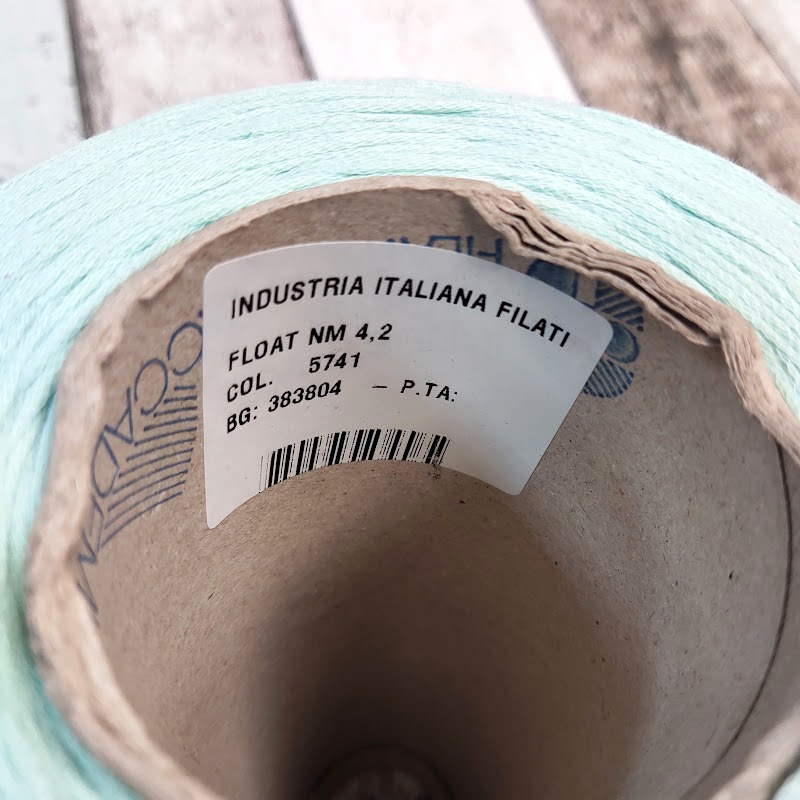 INDUSTRIA ITALIANA FILATI
FLOAT NM 4,2
COL. 5741
BG: 383804 - P.TA: